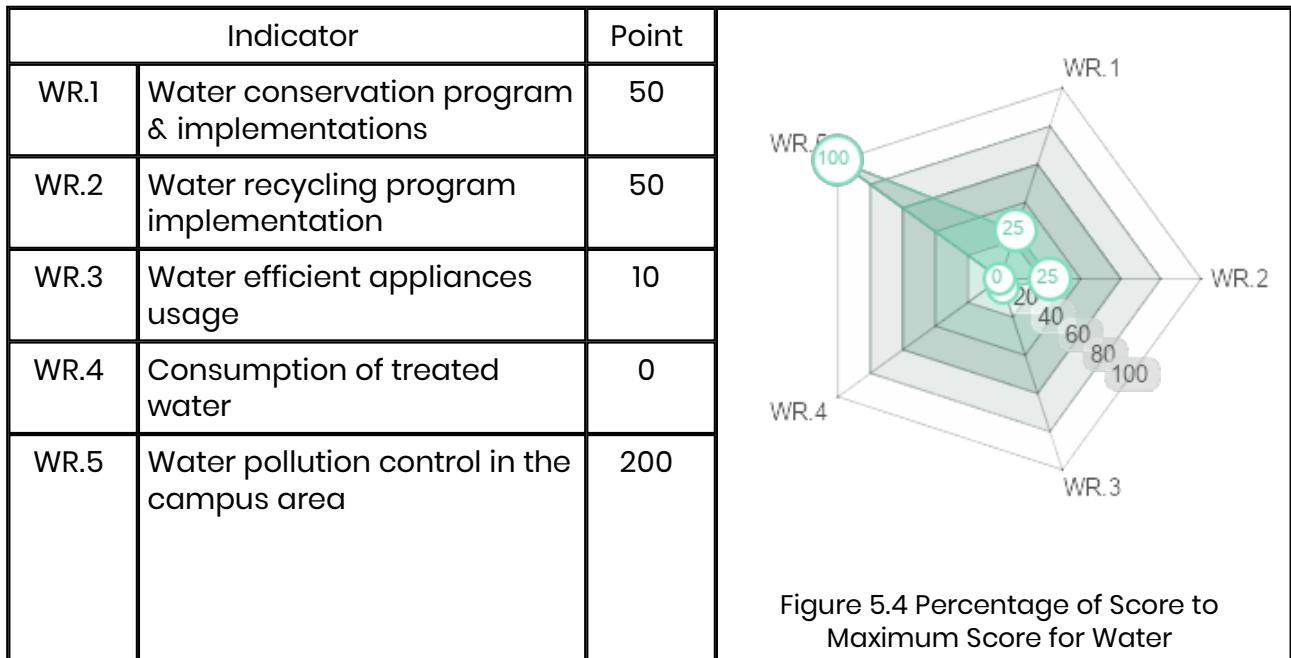 Indicator Point
WR.1 Water conservation program 50
& implementations
WR.2 Water recycling program 50
implementation
WR.3 Water efficient appliances 10
usage
WR.4 Consumption of treated 0
water
WR.5 Water pollution control in the 200
campus area
WR.1
WR.
100
25
WR.2
0
25
20
40
60
80
100
WR.4
WR.3
Figure 5.4 Percentage of Score to
Maximum Score for Water